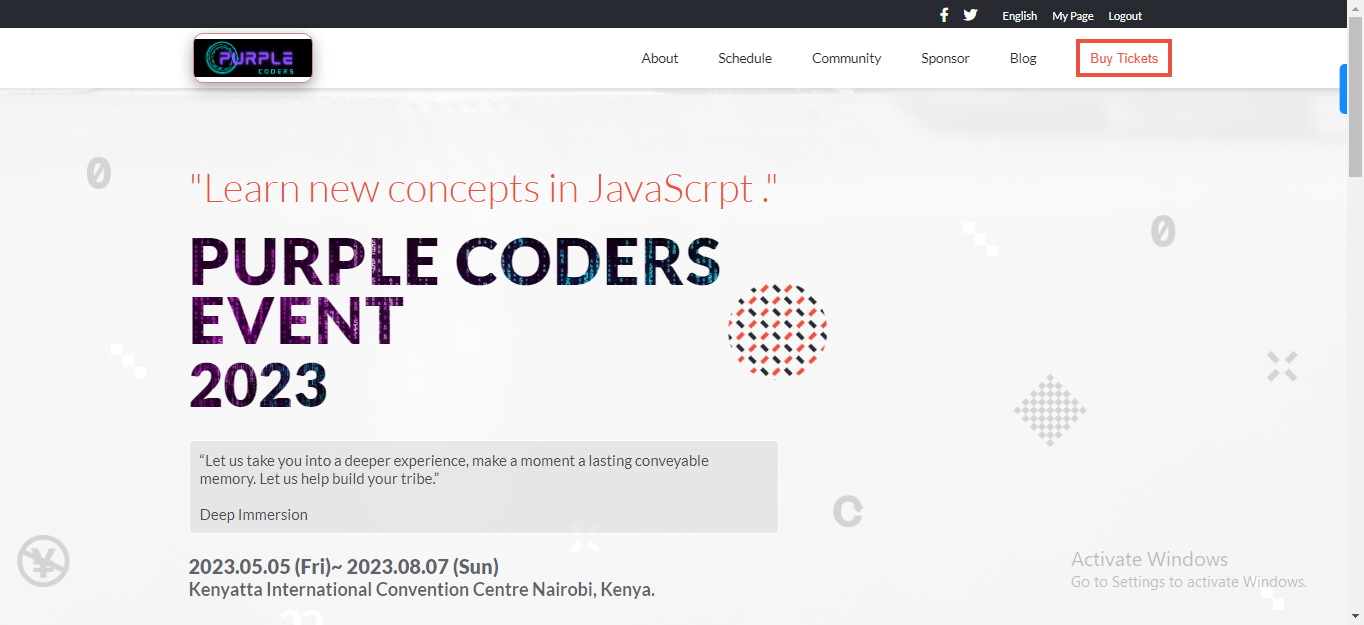 English My Page Logout
PURPLE
CODERS
About Schedule Community Sponsor Blog Buy Tickets
"Learn new concepts in JavaScrpt ."
PURPLE CODERS
EVENT
2023
“Let us take you into a deeper experience, make a moment a lasting conveyable
memory. Let us help build your tribe.”
Deep Immersion
2023.05.05 (Fri)~ 2023.08.07 (Sun)
Kenyatta International Convention Centre Nairobi, Kenya.
Activate Windows
Go to Settings to activate Windows.